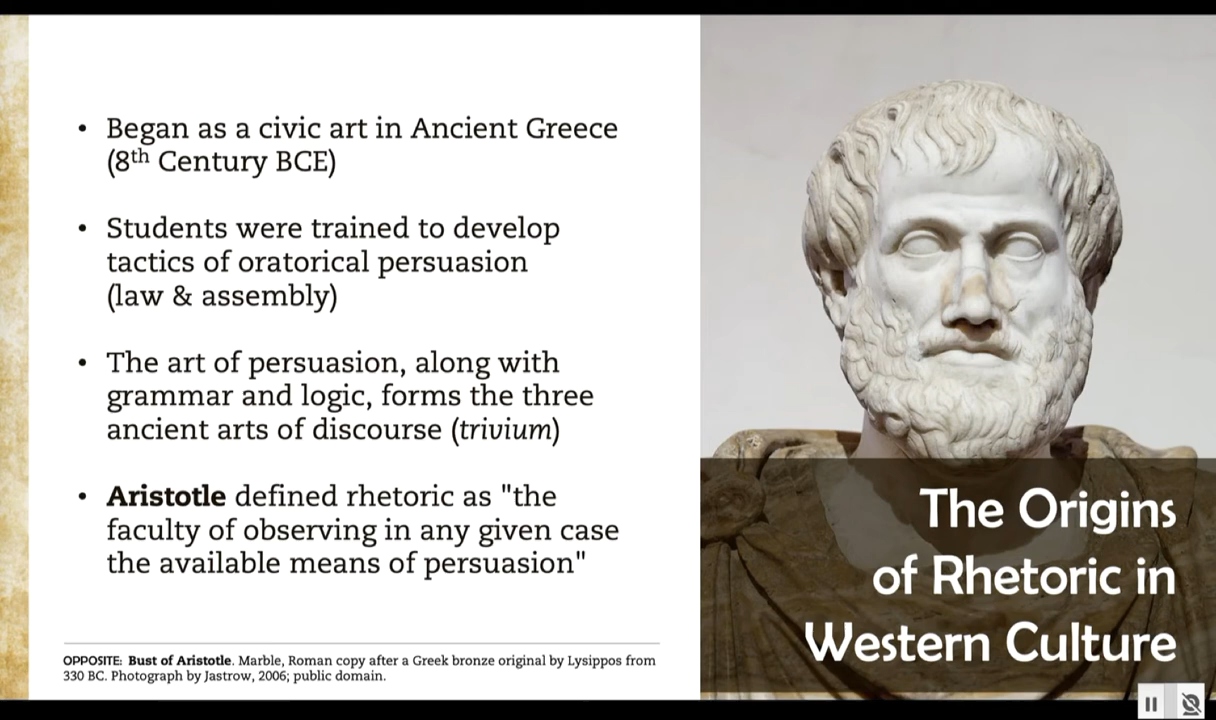 • Began as a civic art in Ancient Greece
(8th Century BCE)
• Students were trained to develop
tactics of oratorical persuasion
(law & assembly)
• The art of persuasion, along with
grammar and logic, forms the three
ancient arts of discourse (trivium)
• Aristotle defined rhetoric as "the
faculty of observing in any given case
the available means of persuasion"
OPPOSITE: Bust of Aristotle. Marble, Roman copy after a Greek bronze original by Lysippos from
330 BC. Photograph by Jastrow, 2006; public domain.
The Origins
of Rhetoric in
Western Culture